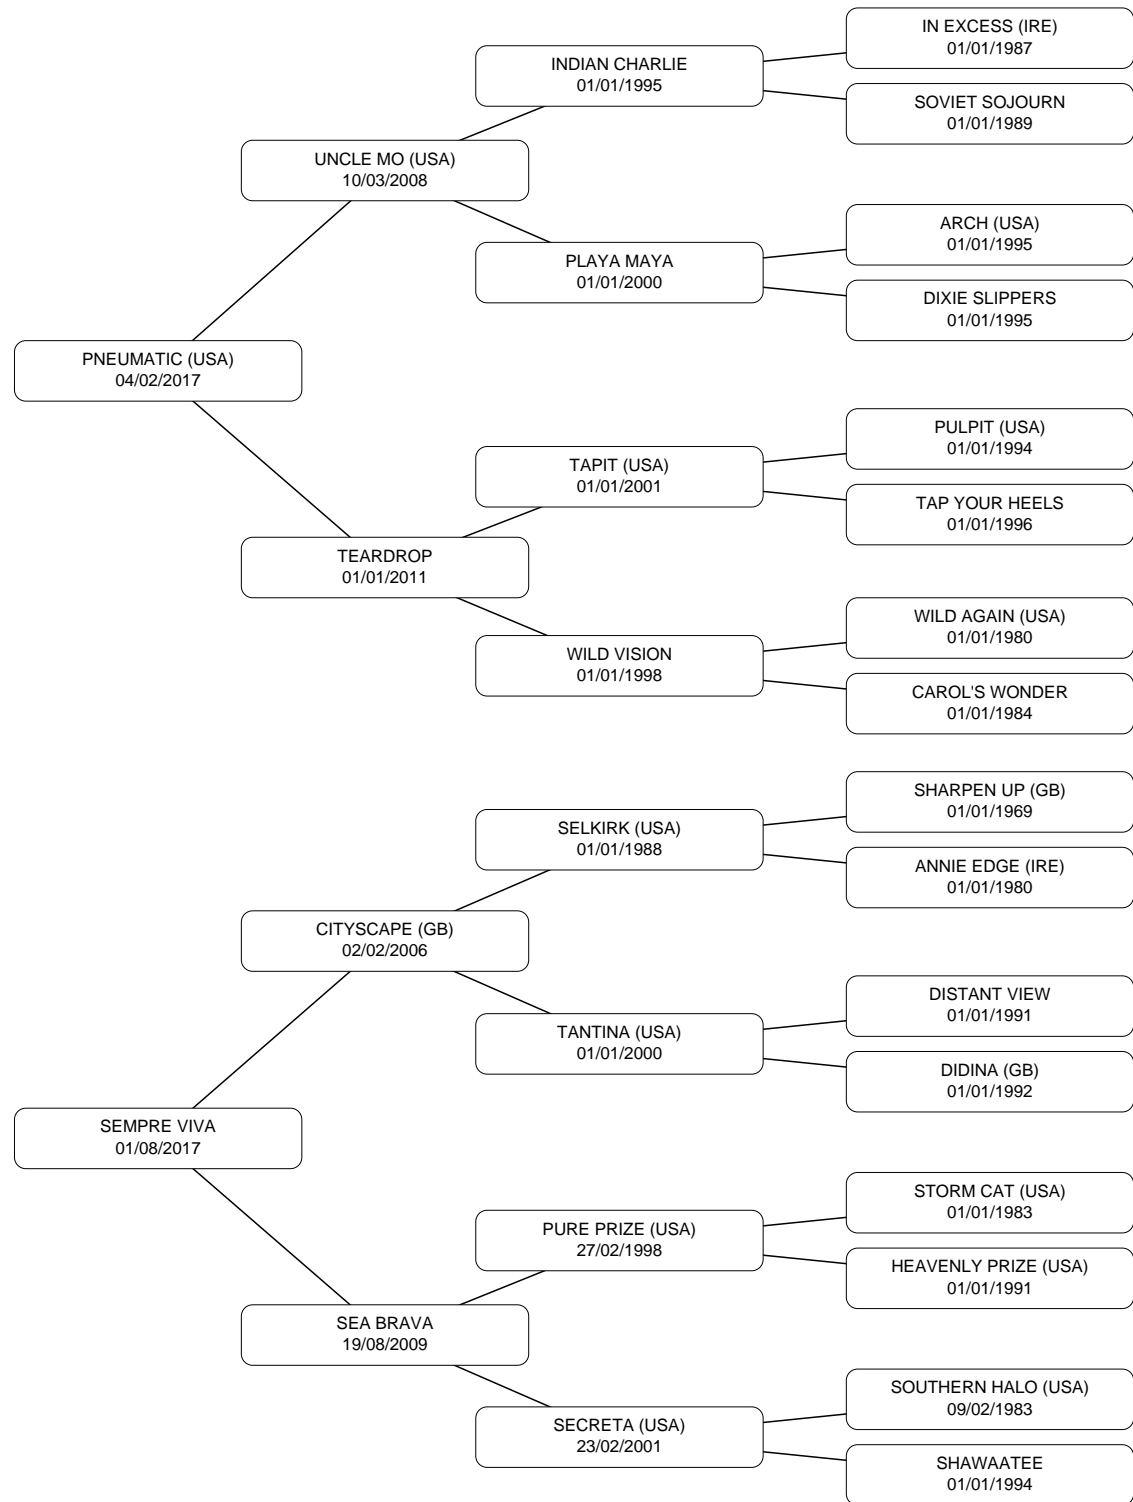 IN EXCESS (IRE)
01/01/1987
INDIAN CHARLIE
01/01/1995
SOVIET SOJOURN
01/01/1989
UNCLE MO (USA)
10/03/2008
ARCH (USA)
01/01/1995
PLAYA MAYA
01/01/2000
DIXIE SLIPPERS
01/01/1995
PNEUMATIC (USA)
04/02/2017
PULPIT (USA)
01/01/1994
TAPIT (USA)
01/01/2001
TAP YOUR HEELS
01/01/1996
TEARDROP
01/01/2011
WILD AGAIN (USA)
01/01/1980
WILD VISION
01/01/1998
CAROL'S WONDER
01/01/1984
SHARPEN UP (GB)
01/01/1969
SELKIRK (USA)
01/01/1988
ANNIE EDGE (IRE)
01/01/1980
CITYSCAPE (GB)
02/02/2006
DISTANT VIEW
01/01/1991
TANTINA (USA)
01/01/2000
DIDINA (GB)
01/01/1992
SEMPRE VIVA
01/08/2017
STORM CAT (USA)
01/01/1983
PURE PRIZE (USA)
27/02/1998
HEAVENLY PRIZE (USA)
01/01/1991
SEA BRAVA
19/08/2009
SOUTHERN HALO (USA)
09/02/1983
SECRETA (USA)
23/02/2001
SHAWAATEE
01/01/1994